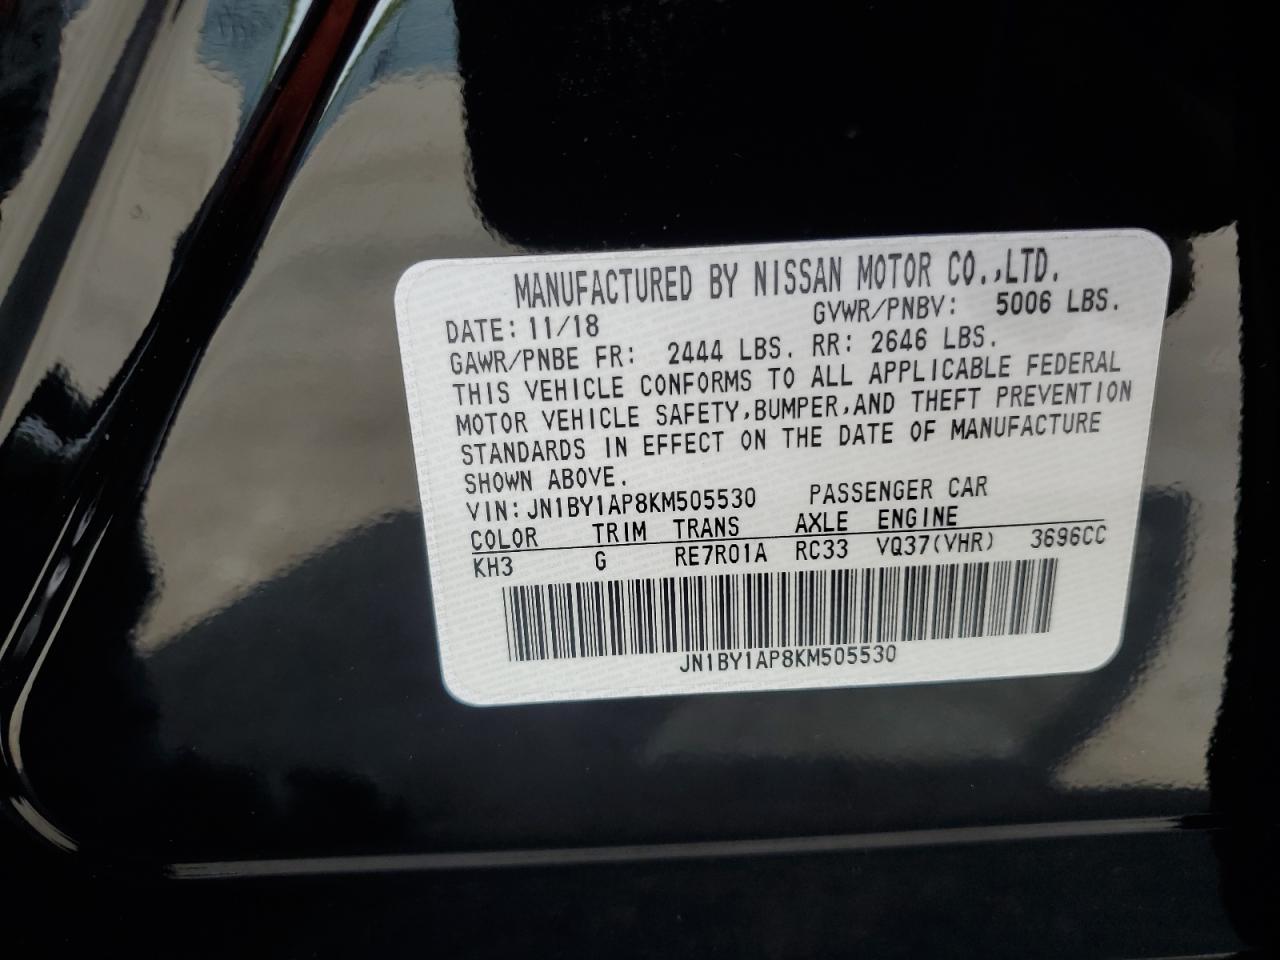 MANUFACTURED BY NISSAN MOTOR CO.,LTD.
DATE: 11/18 GVWR/PNBV: 5006 LBS.
GAWR/PNBE FR: 2444 LBS. RR: 2646 LBS.
THIS VEHICLE CONFORMS TO ALL APPLICABLE FEDERAL
MOTOR VEHICLE SAFETY,BUMPER,AND THEFT PREVENTION
STANDARDS IN EFFECT ON THE DATE OF MANUFACTURE
SHOWN ABOVE.
VIN: JN1BY1AP8KM505530 PASSENGER CAR
COLOR TRIM TRANS AXLE ENGINE
KH3 G RE7R01A RC33 VQ37(VHR) 3696CC
JN1BY1AP8KM505530